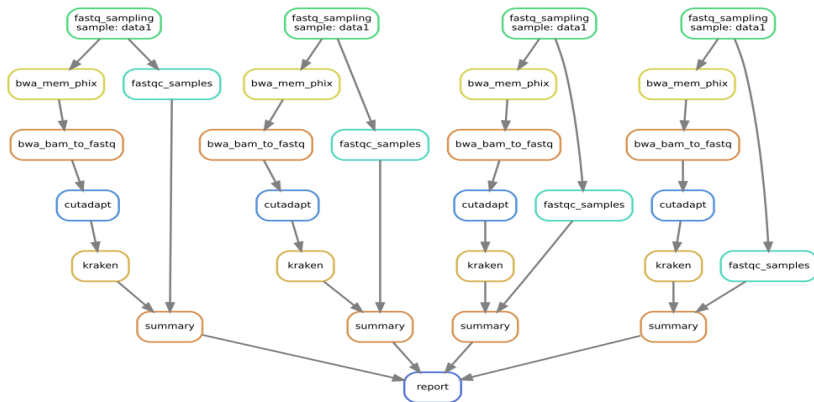 fastq_sampling
sample: data1
fastq_sampling
sample: data1
fastq_sampling
sample: data1
fastq_sampling
sample: data1
bwa_mem_phix
fastqc_samples
bwa_mem_phix
bwa_mem_phix
bwa_mem_phix
bwa_bam_to_fastq
bwa_bam_to_fastq
fastqc_samples
bwa_bam_to_fastq
bwa_bam_to_fastq
cutadapt
cutadapt
cutadapt
fastqc_samples
cutadapt
kraken
kraken
kraken
kraken
fastqc_samples
summary
summary
summary
summary
report